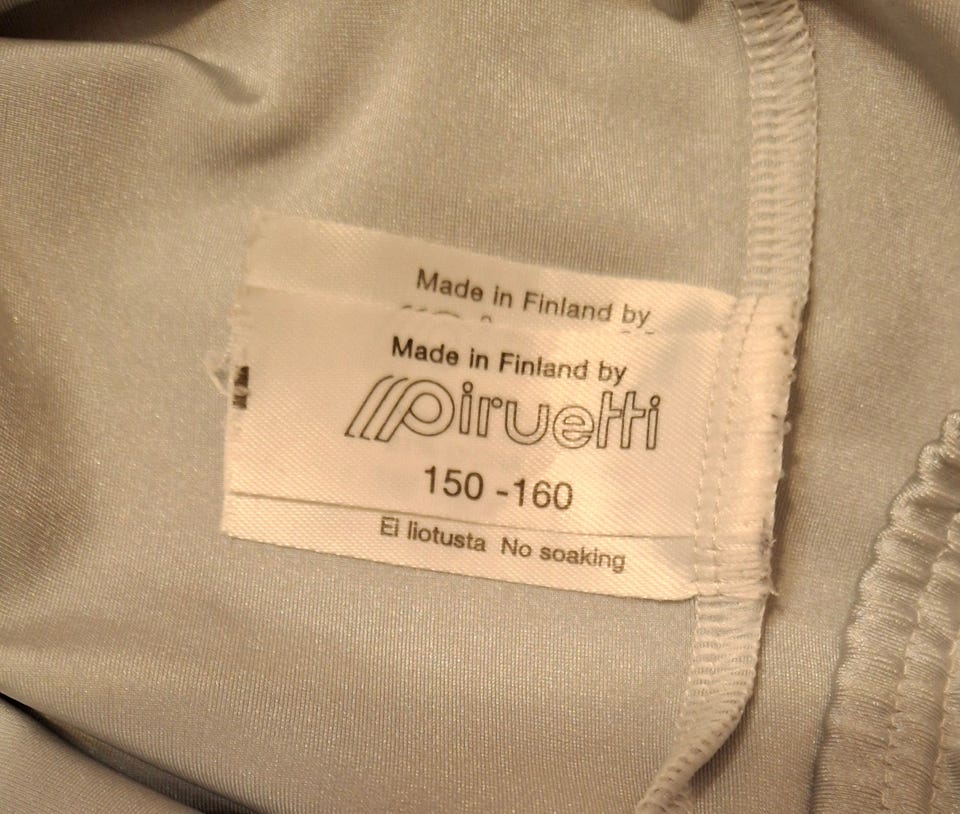 Made in Finland by
Made in Finland by
Piruetti
150 -160
Ei liotusta No soaking